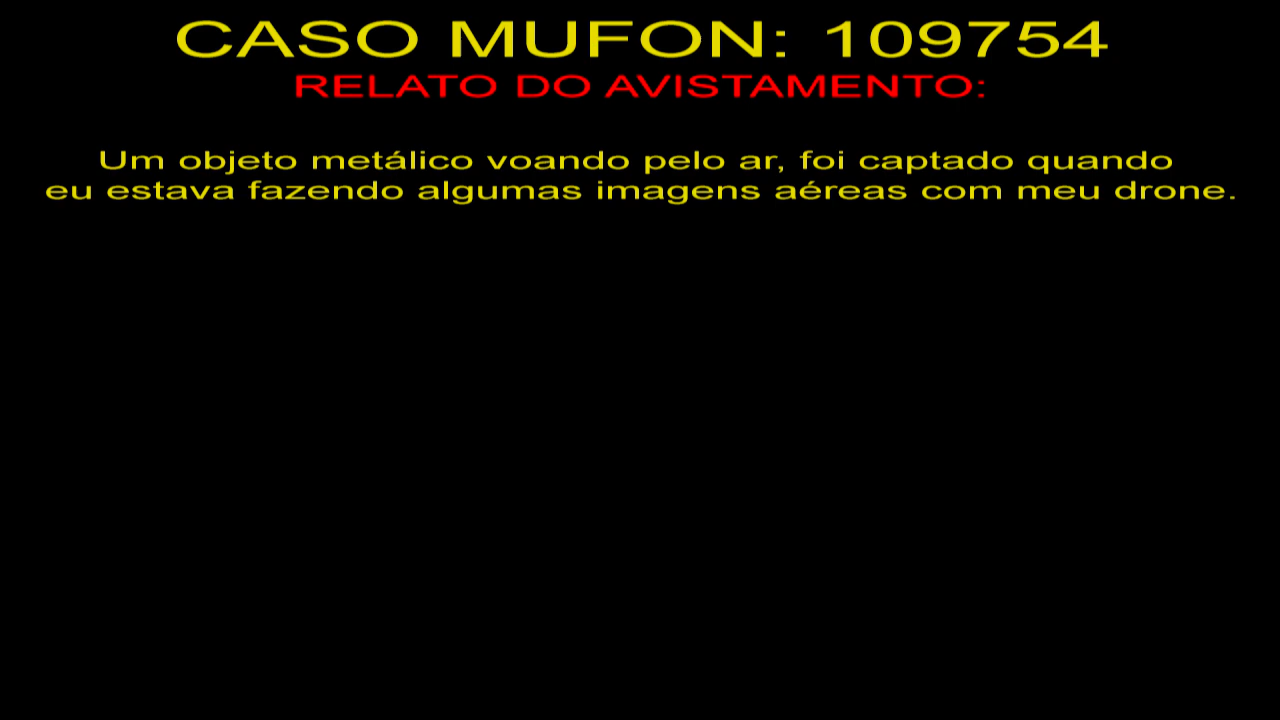 CASO MUFON: 109754
RELATO DO AVISTAMENTO:
Um objeto metálico voando pelo ar, foi captado quando
eu estava fazendo algumas imagens aéreas com meu drone.